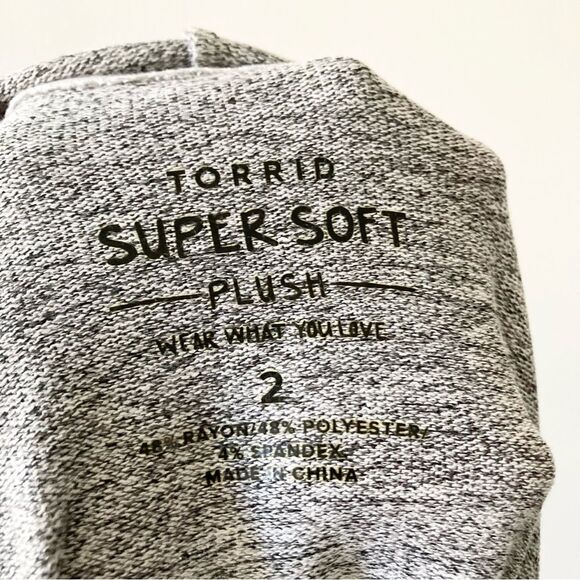 TORRID
SUPER SOFT
PLUSH
WEAR WHAT YOU LOVE
2
48% RAYON/48% POLYESTER/
4% SPANDEX
MADE IN CHINA